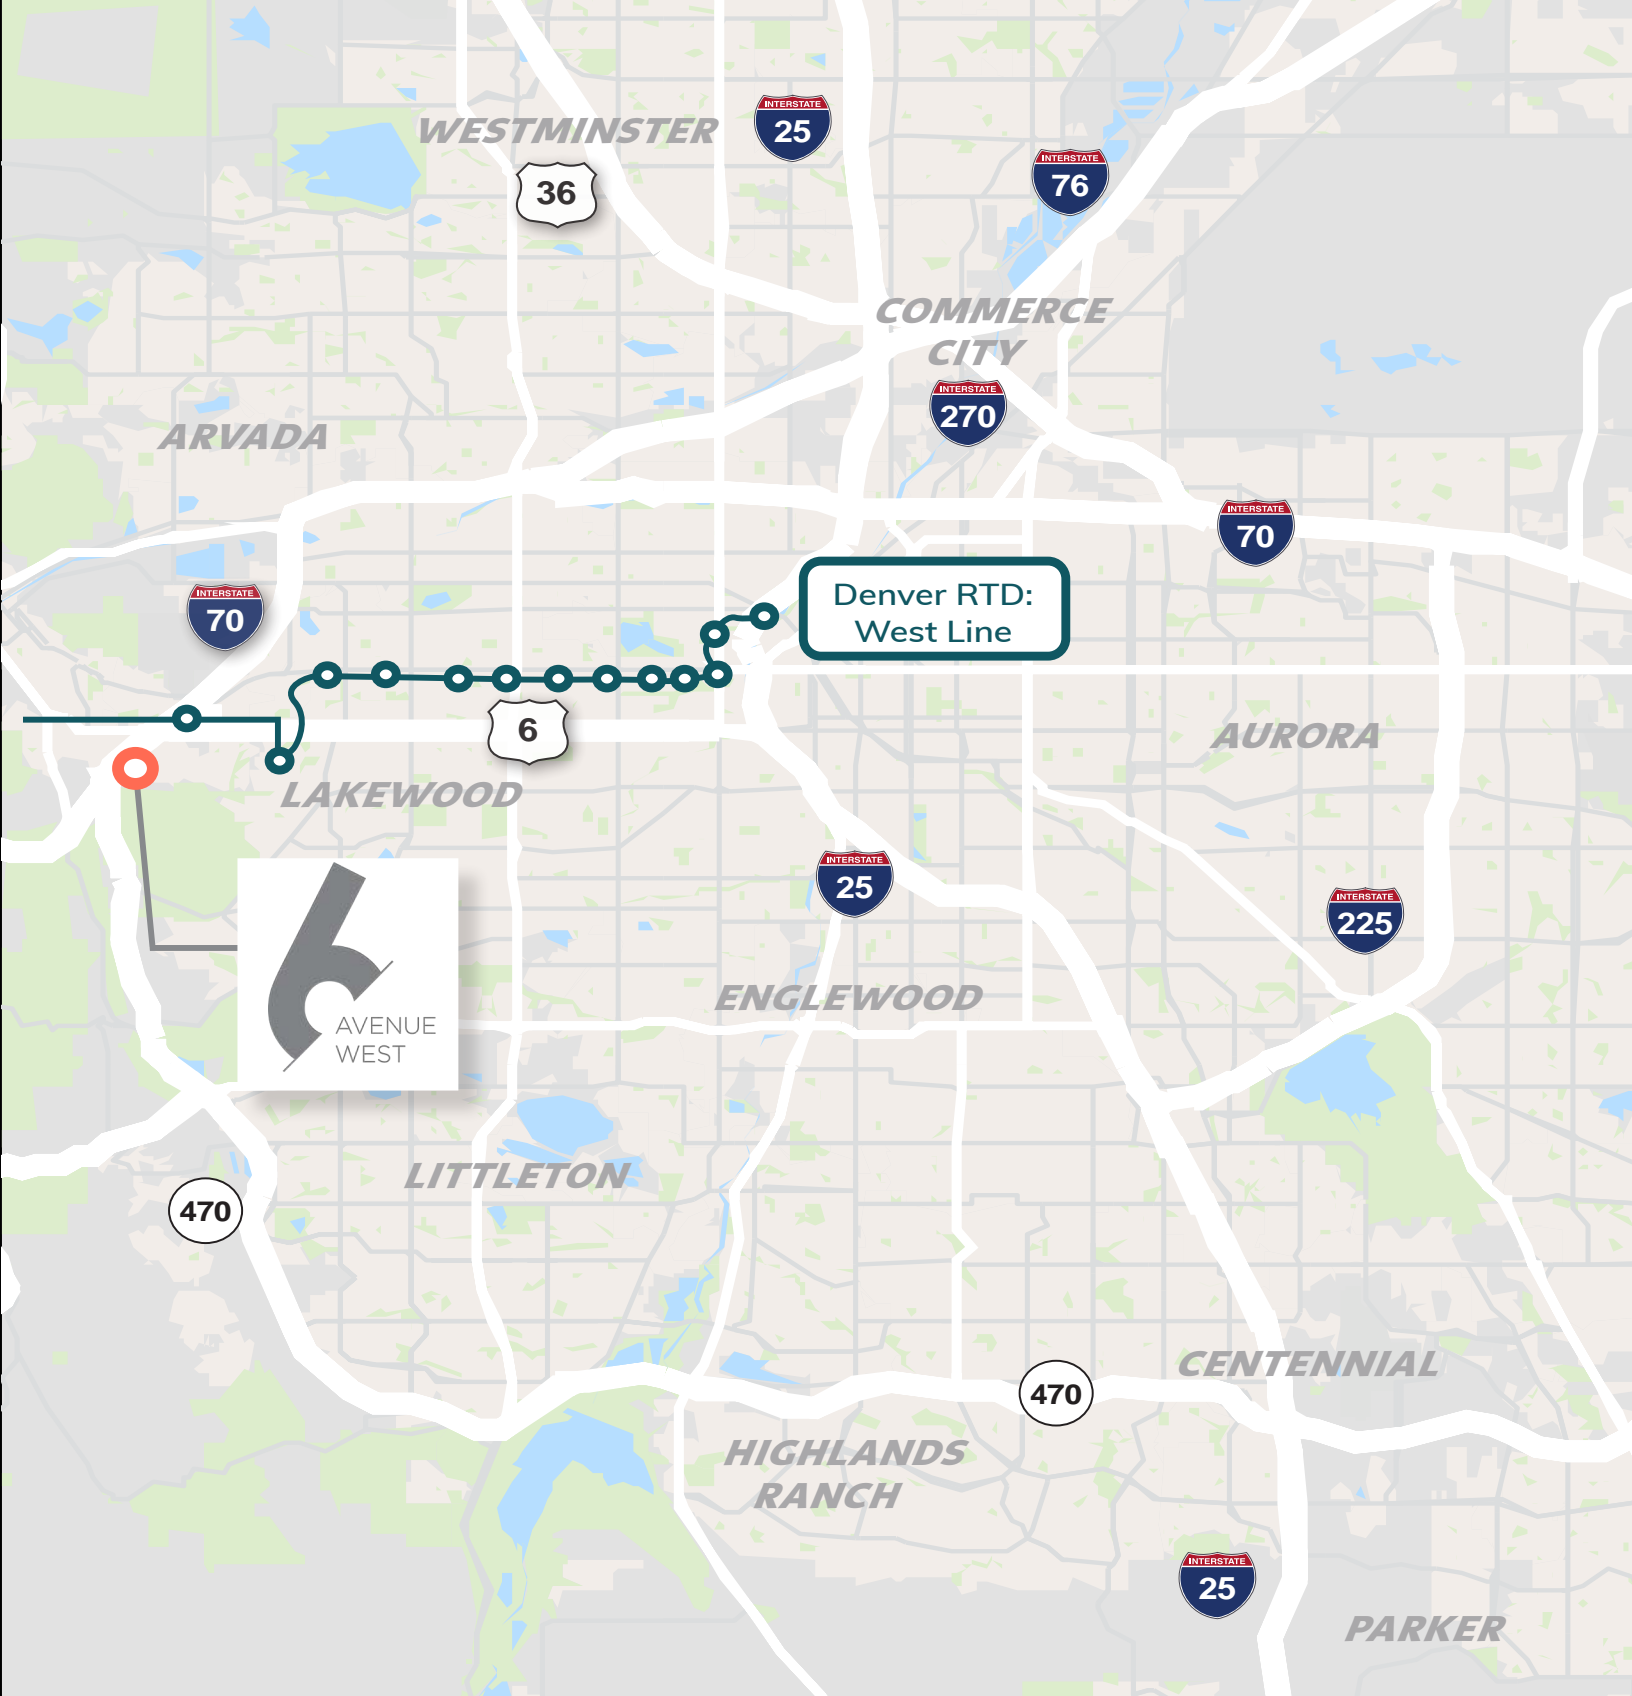 WESTMINSTER
INTERSTATE
25
36
INTERSTATE
76
COMMERCE
CITY
INTERSTATE
270
ARVADA
INTERSTATE
70
INTERSTATE
70
Denver RTD:
West Line
6
AURORA
LAKEWOOD
INTERSTATE
25
INTERSTATE
225
6
AVENUE
WEST
ENGLEWOOD
LITTLETON
470
CENTENNIAL
470
HIGHLANDS
RANCH
INTERSTATE
25
PARKER